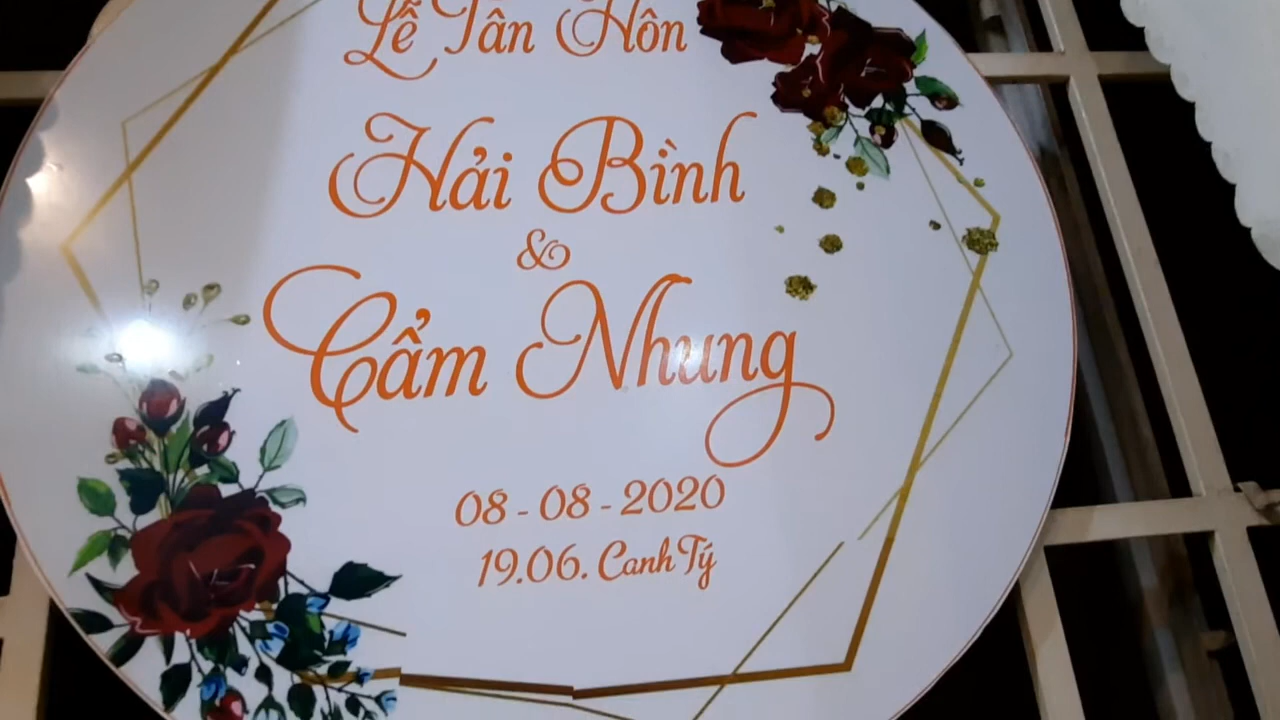 Lễ Tân Hôn
Hải Bình
&
Cẩm Nhung
08 - 08 - 2020
19.06. Canh Tý